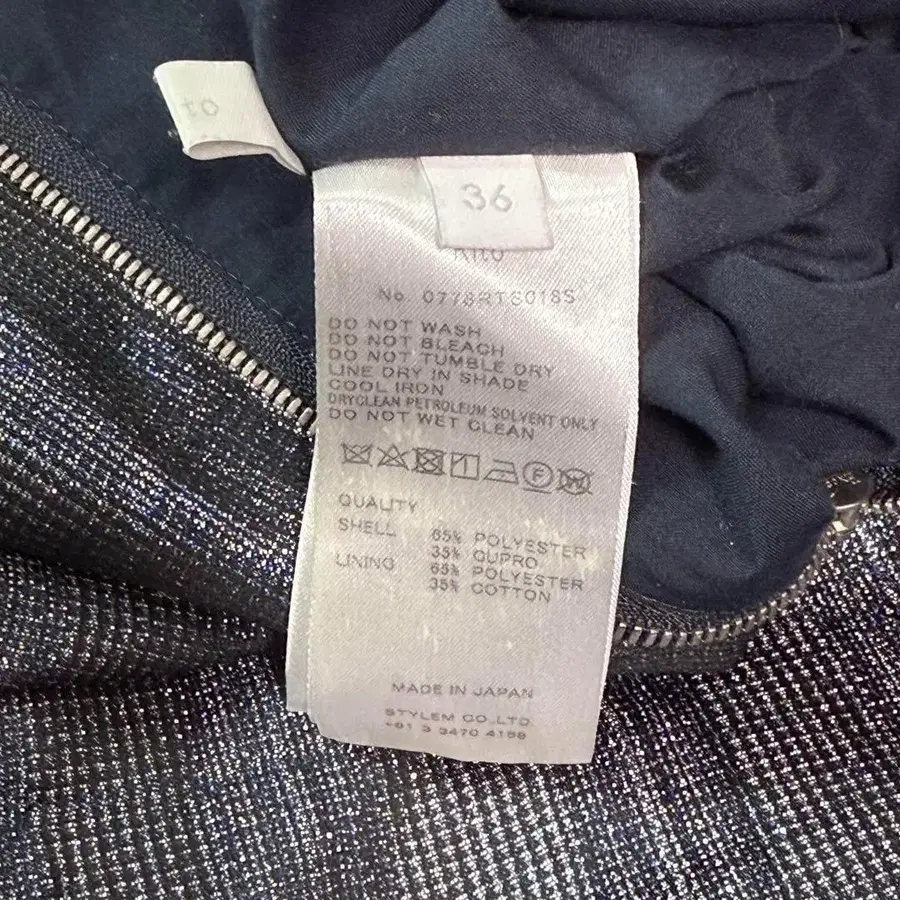 to
36
No. 0778RTS018S
DO NOT WASH
DO NOT BLEACH
DO NOT TUMBLE DRY
LINE DRY IN SHADE
COOL IRON
DRYCLEAN PETROLEUM SOLVENT ONLY
DO NOT WET CLEAN
QUALITY
SHELL 65% POLYESTER
35% CUPRO
LINING 65% POLYESTER
35% COTTON
MADE IN JAPAN
STYLEM CO.,LTD.
+81 3 3470 4158